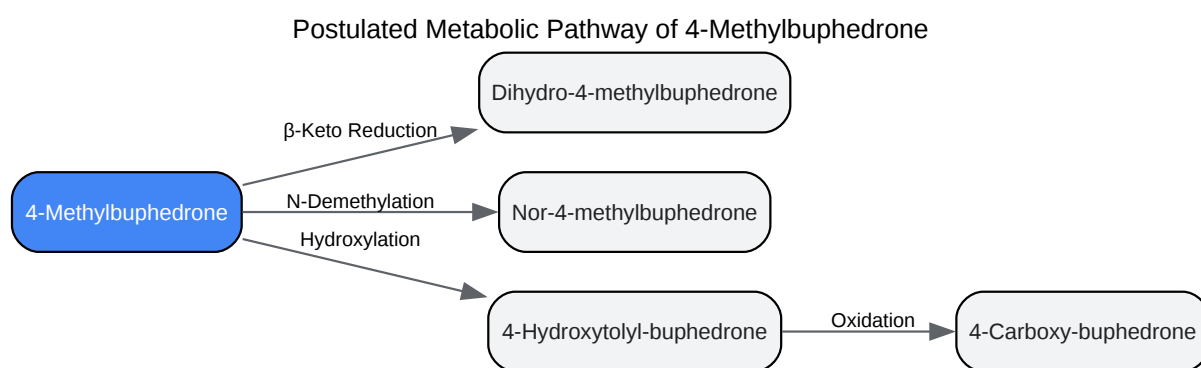 Postulated Metabolic Pathway of 4-Methylbuphedrone
Dihydro-4-methylbuphedrone
β-Keto Reduction
4-Methylbuphedrone
N-Demethylation
Nor-4-methylbuphedrone
Hydroxylation
4-Hydroxytolyl-buphedrone
Oxidation
4-Carboxy-buphedrone